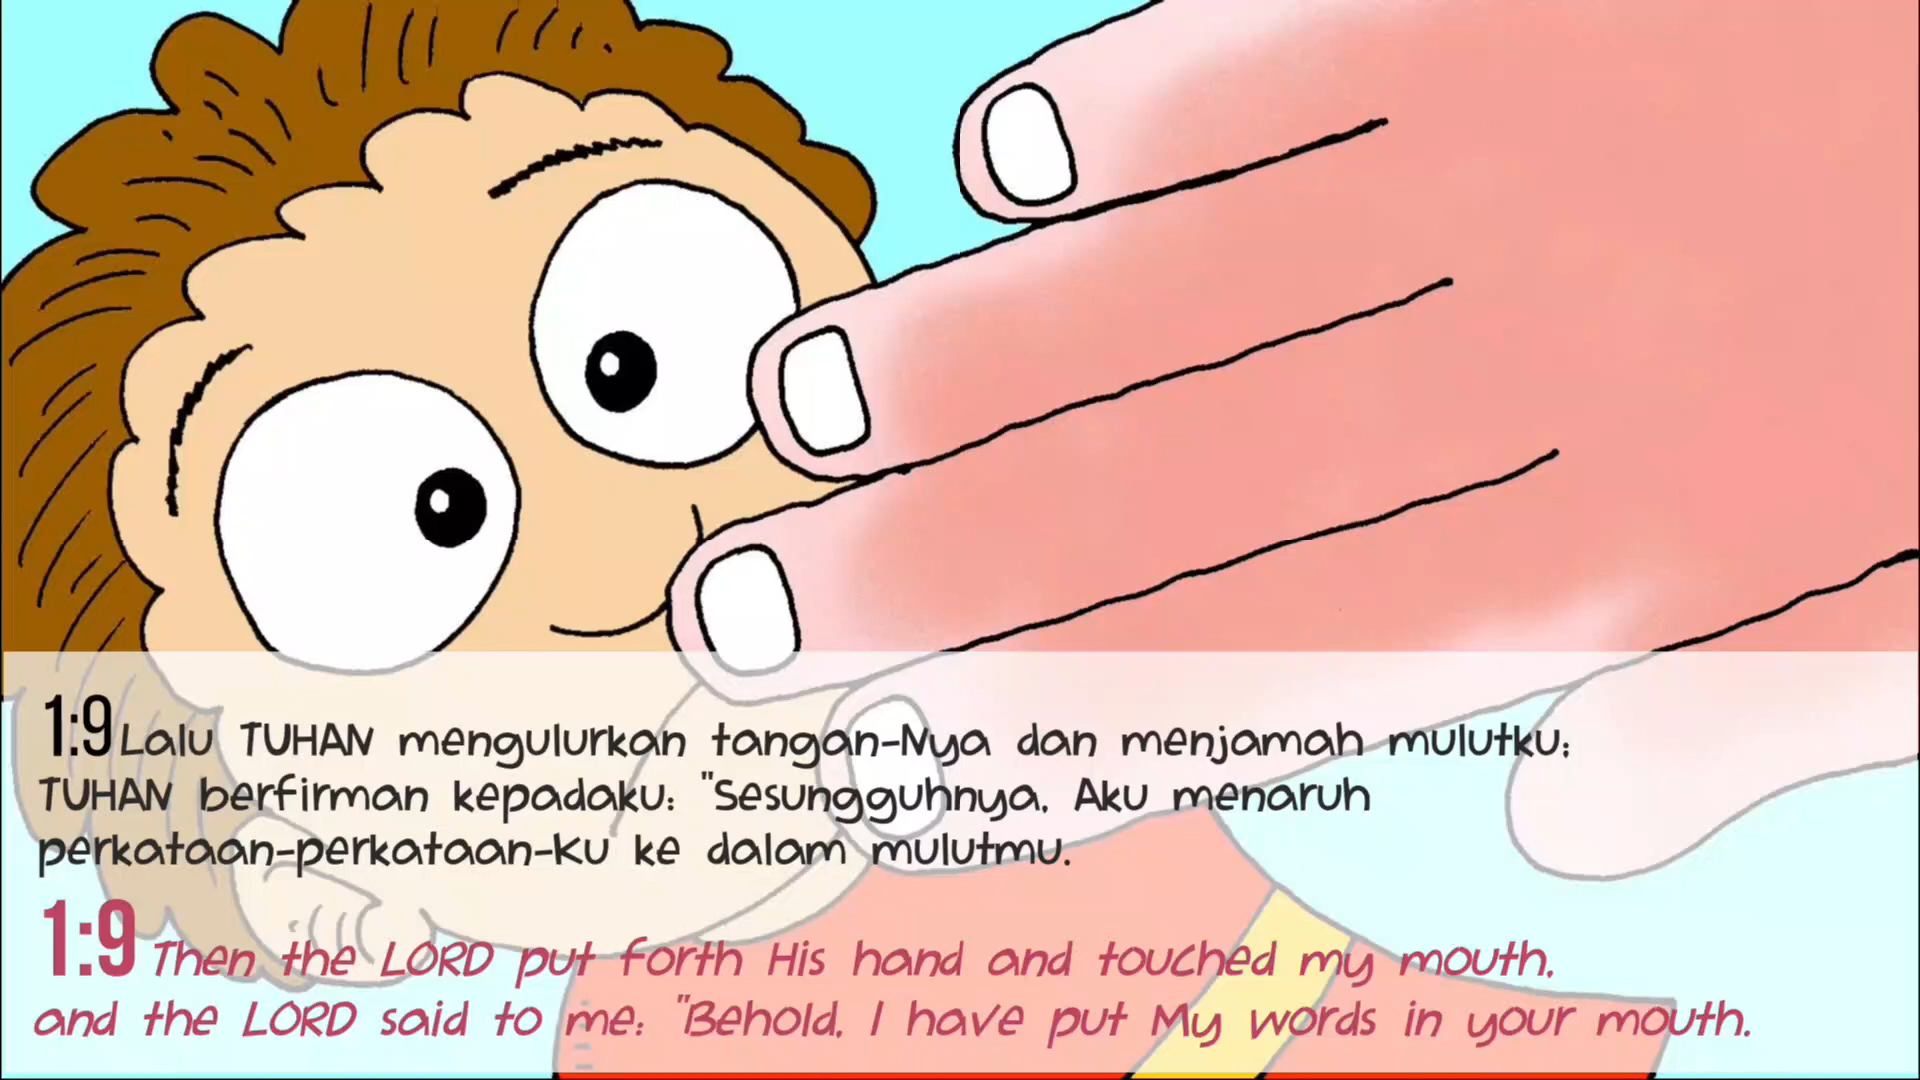 1:9 Lalu TUHAN mengulurkan tangan-Nya dan menjamah mulutku;
TUHAN berfirman kepadaku: "Sesungguhnya, Aku menaruh
perkataan-perkataan-Ku ke dalam mulutmu.
1:9 Then the LORD put forth His hand and touched my mouth,
and the LORD said to me: "Behold, I have put My words in your mouth.